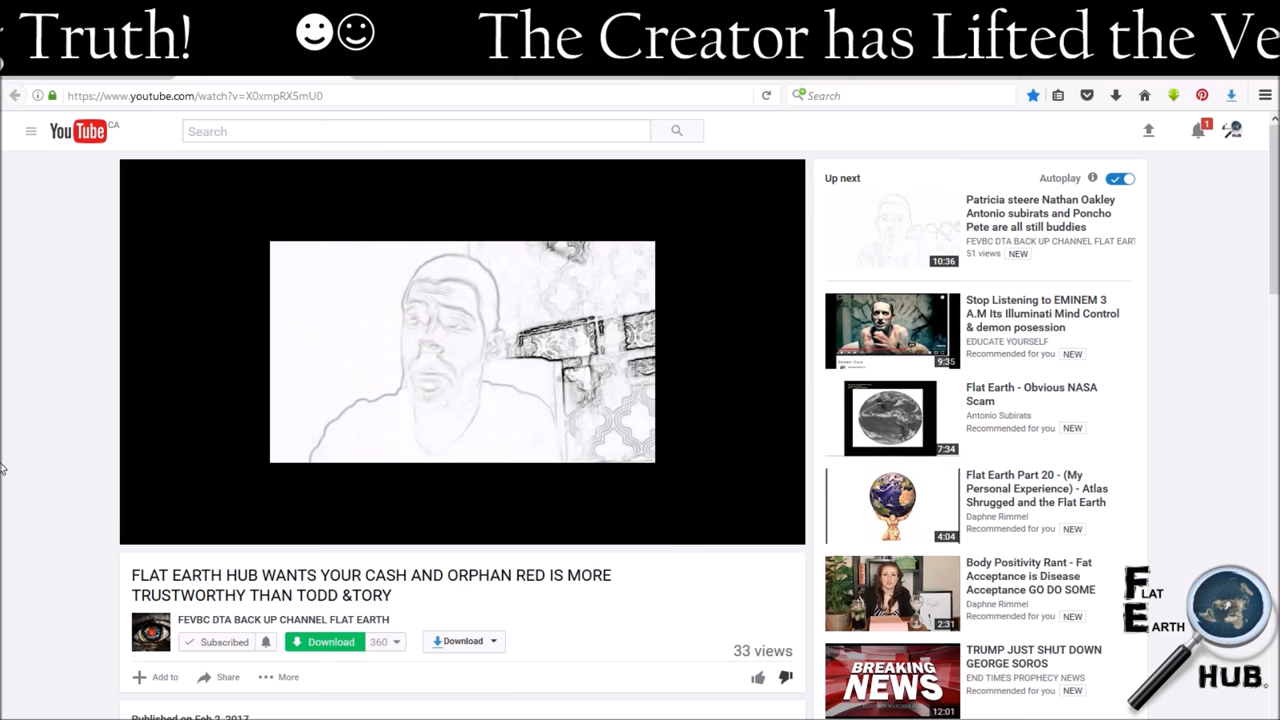 Truth!
The Creator has Lifted the Ve
https://www.youtube.com/watch?v=X0xmpRX5mU0
Search
YouTube CA
Search
1
Up next
Autoplay
Patricia steere Nathan Oakley
Antonio subirats and Poncho
Pete are all still buddies
FEVBC DTA BACK UP CHANNEL FLAT EART
51 views NEW
10:36
Stop Listening to EMINEM 3
A.M Its Illuminati Mind Control
& demon posession
EDUCATE YOURSELF
Recommended for you NEW
9:35
Flat Earth - Obvious NASA
Scam
Antonio Subirats
Recommended for you NEW
7:34
Flat Earth Part 20 - (My
Personal Experience) - Atlas
Shrugged and the Flat Earth
Daphne Rimmel
Recommended for you NEW
4:04
Body Positivity Rant - Fat
Acceptance is Disease
Acceptance GO DO SOME
Daphne Rimmel
Recommended for you NEW
2:31
TRUMP JUST SHUT DOWN
GEORGE SOROS
END TIMES PROPHECY NEWS
Recommended for you NEW
BREAKING
NEWS
12:01
FLAT EARTH HUB WANTS YOUR CASH AND ORPHAN RED IS MORE
TRUSTWORTHY THAN TODD &TORY
FEVBC DTA BACK UP CHANNEL FLAT EARTH
Subscribed
Download 360
Download
33 views
Add to
Share
More
Published on Feb 2, 2017
FLAT
EARTH
HUB